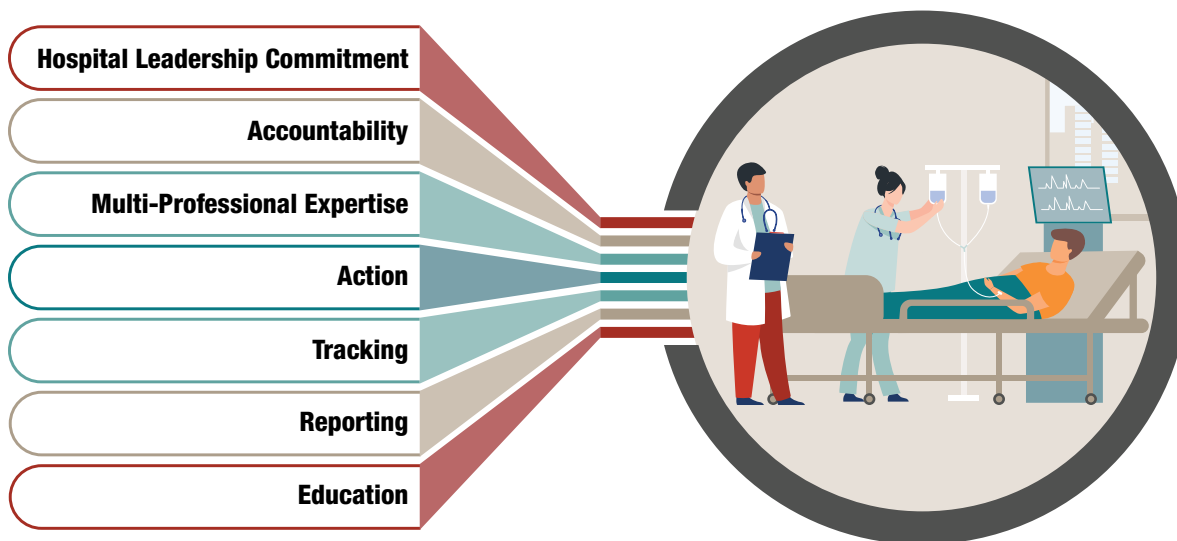 Hospital Leadership Commitment
Accountability
Multi-Professional Expertise
Action
Tracking
Reporting
Education